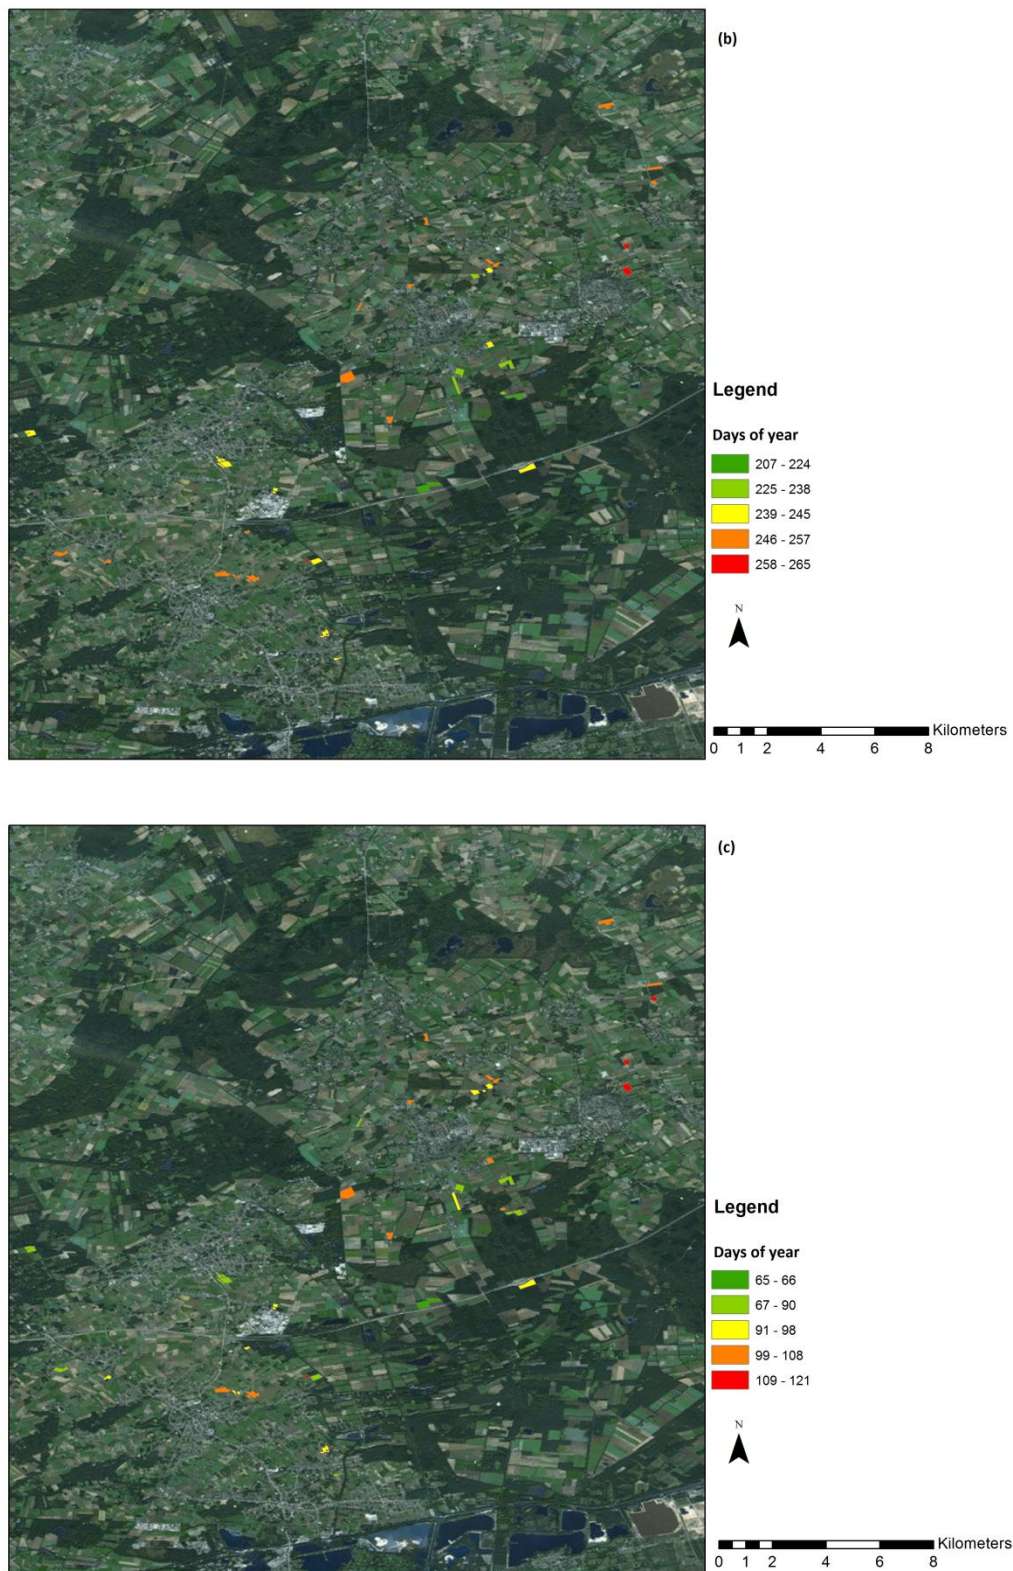 (b)
Legend
Days of year
207 - 224
225 - 238
239 - 245
246 - 257
258 - 265
N
Kilometers
0 1 2 4 6 8
(c)
Legend
Days of year
65 - 66
67 - 90
91 - 98
99 - 108
109 - 121
N
Kilometers
0 1 2 4 6 8